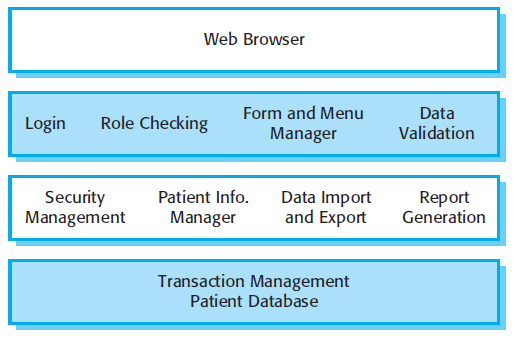 Web Browser
Login Role Checking Form and Menu Manager Data Validation
Security Management Patient Info. Manager Data Import and Export Report Generation
Transaction Management
Patient Database